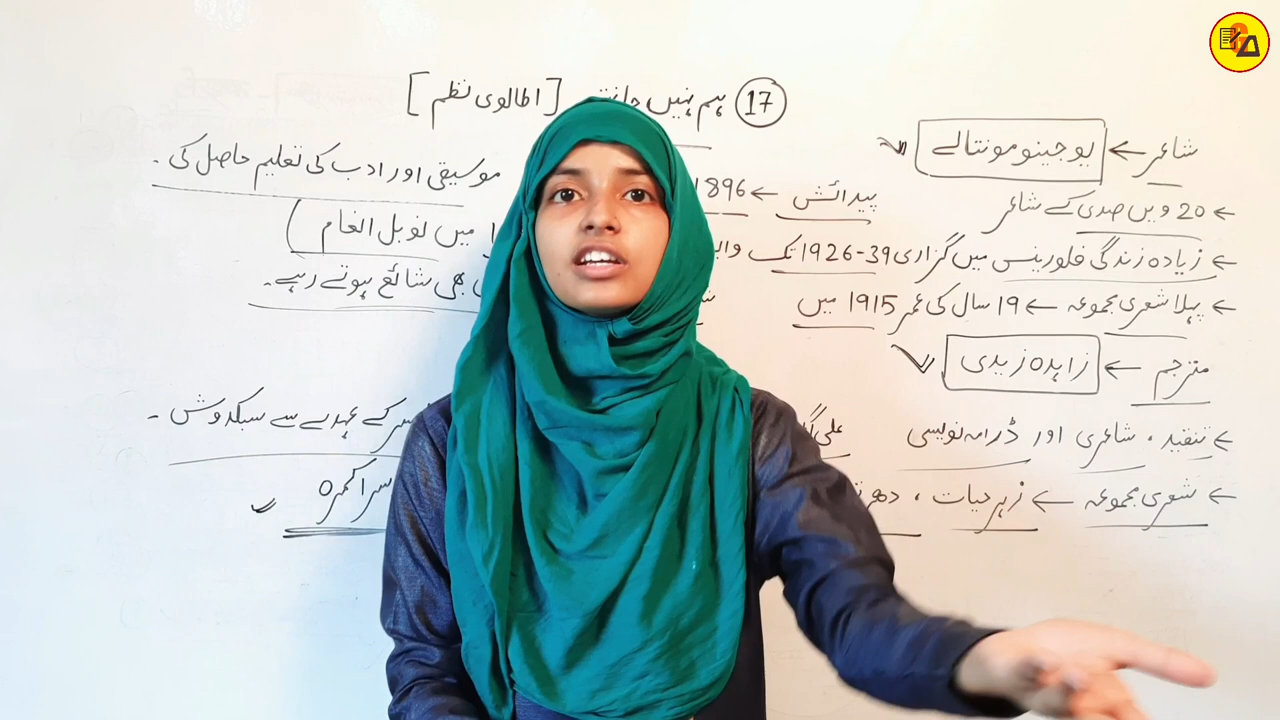 17 ہم نہیں [اطالوی نظم]
شاعر ← یوجینو مونتالے
← 20 ویں صدی کے شاعر
پیدائش ← 1896
موسیقی اور ادب کی تعلیم حاصل کی ۔
← زیادہ زندگی فلوریس میں گزاری 39-1926 تک
میں نوبل انعام )
← پہلا شعری مجموعہ ← 19 سال کی عمر 1915 میں
بھی شائع ہوتے رہے۔
مترجم ← زاہدہ زیدی
← تنقید ، شاعری اور ڈرامہ نویسی
کے عہدے سے سبکدوش ۔
← شعری مجموعہ ← زہر حیات ،